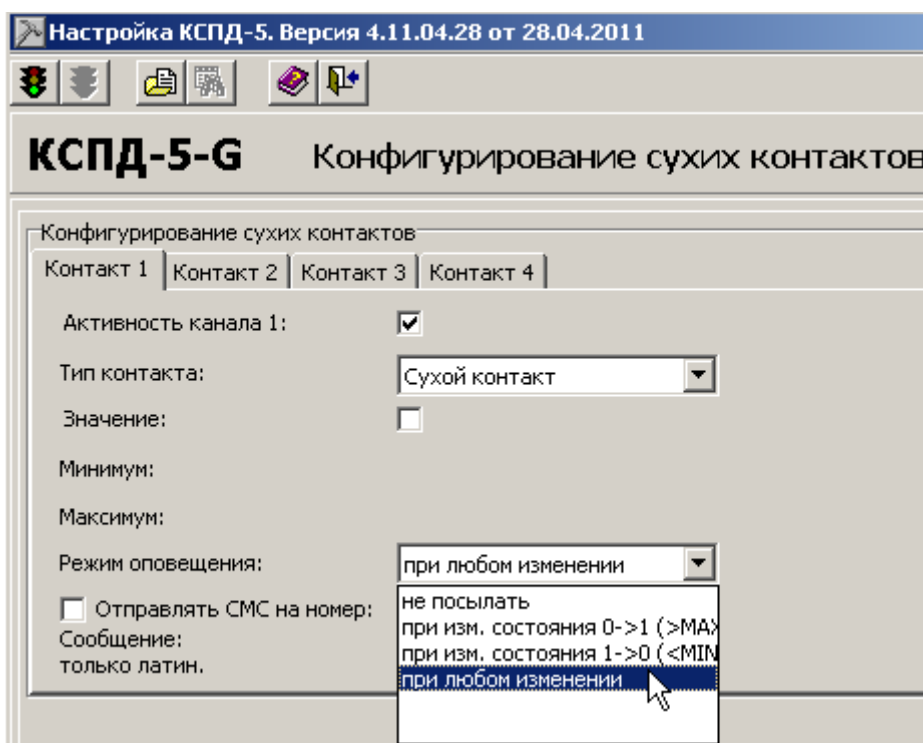 Настройка КСПД-5. Версия 4.11.04.28 от 28.04.2011
КСПД-5-G Конфигурирование сухих контактов
Конфигурирование сухих контактов
Контакт 1 Контакт 2 Контакт 3 Контакт 4
Активность канала 1:
Тип контакта: Сухой контакт
Значение:
Минимум:
Максимум:
Режим оповещения: при любом изменении
не посылать
Отправлять СМС на номер: при изм. состояния 0->1 (>MAX
Сообщение: при изм. состояния 1->0 (<MIN
только латин. при любом изменении